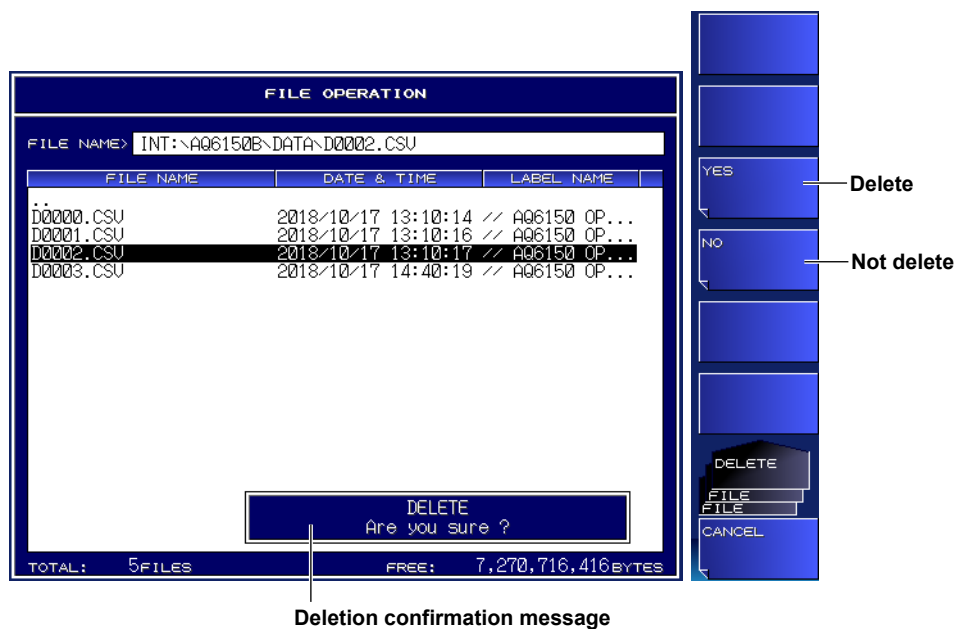 FILE OPERATION
FILE NAME> INT:\AQ6150B\DATA\D0002.CSV
FILE NAME DATE & TIME LABEL NAME
..
D0000.CSV 2018/10/17 13:10:14 // AQ6150 OP...
D0001.CSV 2018/10/17 13:10:16 // AQ6150 OP...
D0002.CSV 2018/10/17 13:10:17 // AQ6150 OP...
D0003.CSV 2018/10/17 14:40:19 // AQ6150 OP...
DELETE
Are you sure ?
TOTAL: 5FILES FREE: 7,270,716,416BYTES
Deletion confirmation message
YES
Delete
NO
Not delete
DELETE
FILE
FILE
CANCEL